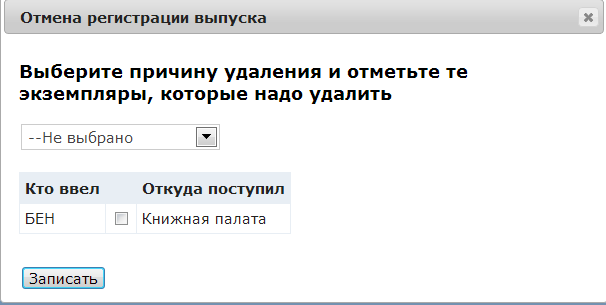 Отмена регистрации выпуска
Выберите причину удаления и отметьте те
экземпляры, которые надо удалить
--Не выбрано
Кто ввел Откуда поступил
БЕН Книжная палата
Записать